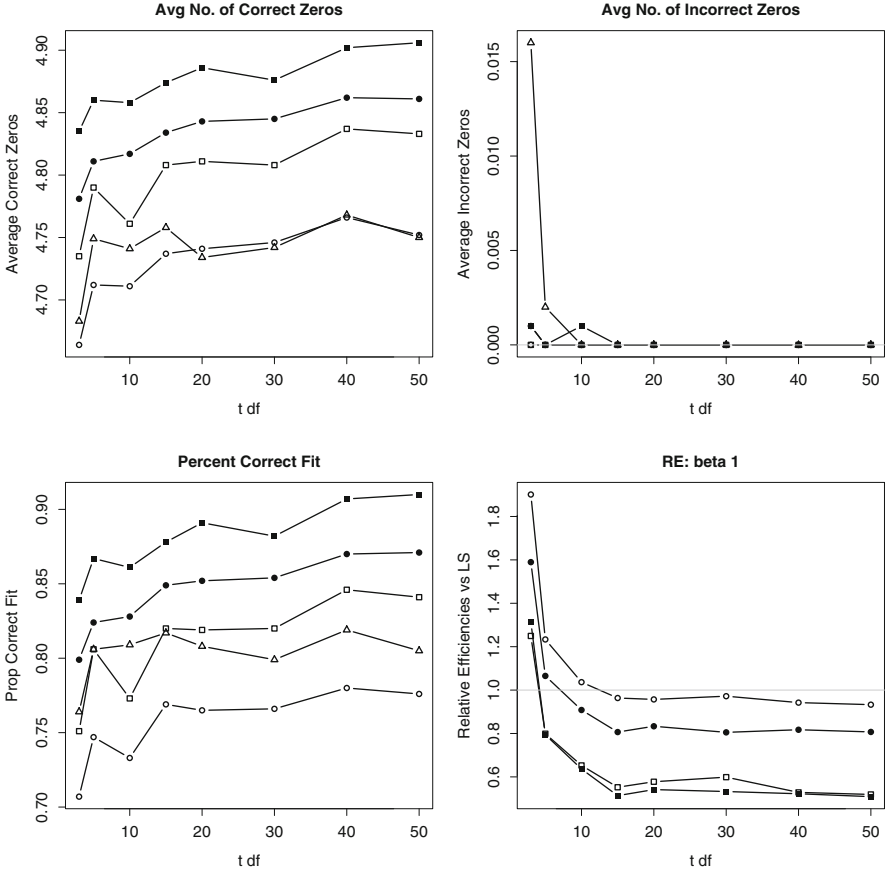 Avg No. of Correct Zeros
Average Correct Zeros
4.90
4.85
4.80
4.75
4.70
10 20 30 40 50
t df
Avg No. of Incorrect Zeros
Average Incorrect Zeros
0.015
0.010
0.005
0.000
10 20 30 40 50
t df
Percent Correct Fit
Prop Correct Fit
0.90
0.85
0.80
0.75
0.70
10 20 30 40 50
t df
RE: beta 1
Relative Efficiencies vs LS
1.8
1.6
1.4
1.2
1.0
0.8
0.6
10 20 30 40 50
t df